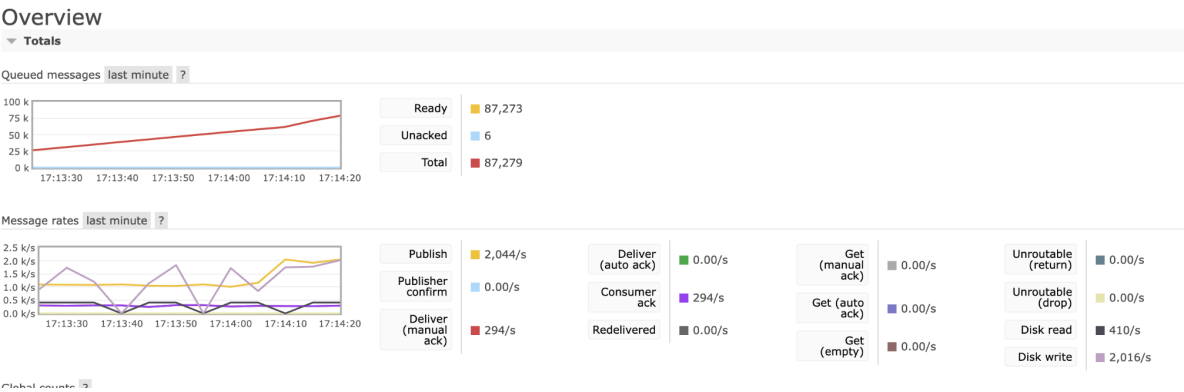 Overview
Totals
Queued messages last minute ?
100 k
75 k
50 k
25 k
0 k
17:13:30 17:13:40 17:13:50 17:14:00 17:14:10 17:14:20
Ready 87,273
Unacked 6
Total 87,279
Message rates last minute ?
2.5 k/s
2.0 k/s
1.5 k/s
1.0 k/s
0.5 k/s
0.0 k/s
17:13:30 17:13:40 17:13:50 17:14:00 17:14:10 17:14:20
Publish 2,044/s
Publisher
confirm 0.00/s
Deliver
(manual
ack) 294/s
Deliver
(auto ack) 0.00/s
Consumer
ack 294/s
Redelivered 0.00/s
Get
(manual
ack) 0.00/s
Get (auto
ack) 0.00/s
Get
(empty) 0.00/s
Unroutable
(return) 0.00/s
Unroutable
(drop) 0.00/s
Disk read 410/s
Disk write 2,016/s
Global counts ?